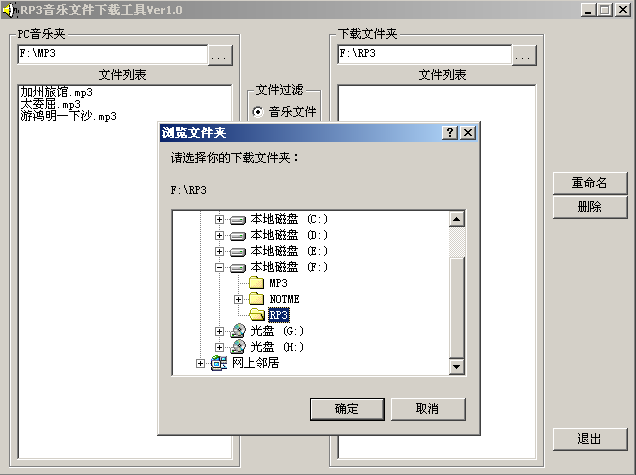 RP3音乐文件下载工具Ver1.0
PC音乐夹
F:\MP3
...
文件列表
加州旅馆.mp3
太委屈.mp3
游鸿明一下沙.mp3
文件过滤
音乐文件
下载文件夹
F:\RP3
...
文件列表
重命名
删除
退出
浏览文件夹
请选择你的下载文件夹：
F:\RP3
本地磁盘 (C:)
本地磁盘 (D:)
本地磁盘 (E:)
本地磁盘 (F:)
MP3
NOTME
RP3
光盘 (G:)
光盘 (H:)
网上邻居
确定
取消